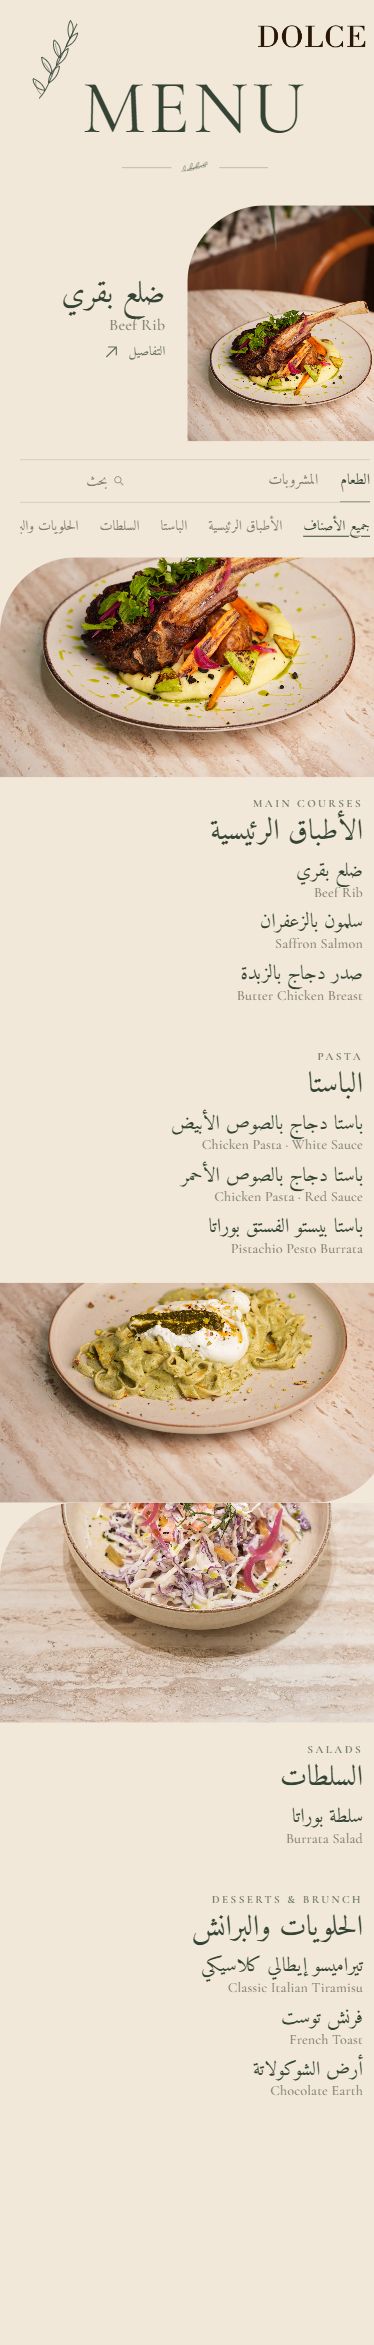 DOLCE
MENU
ضلع بقري
Beef Rib
التفاصيل
الطعام
المشروبات
بحث
جميع الأصناف
الأطباق الرئيسية
الباستا
السلطات
الحلويات
MAIN COURSES
الأطباق الرئيسية
ضلع بقري
Beef Rib
سلمون بالزعفران
Saffron Salmon
صدر دجاج بالزبدة
Butter Chicken Breast
PASTA
الباستا
باستا دجاج بالصوص الأبيض
Chicken Pasta · White Sauce
باستا دجاج بالصوص الأحمر
Chicken Pasta · Red Sauce
باستا بيستو الفستق بوراتا
Pistachio Pesto Burrata
SALADS
السلطات
سلطة بوراتا
Burrata Salad
DESSERTS & BRUNCH
الحلويات والبرانش
تيراميسو إيطالي كلاسيكي
Classic Italian Tiramisu
فرنش توست
French Toast
أرض الشوكولاتة
Chocolate Earth